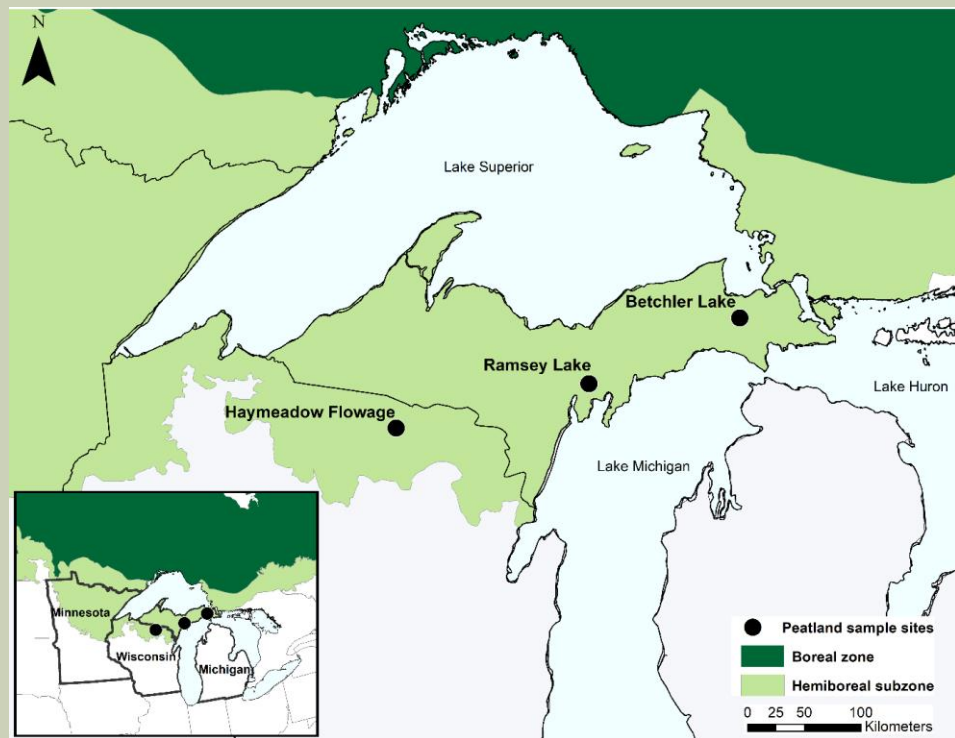 N
Lake Superior
Betchler Lake
Ramsey Lake
Lake Huron
Haymeadow Flowage
Lake Michigan
Minnesota
Wisconsin
Michigan
Peatland sample sites
Boreal zone
Hemiboreal subzone
0 25 50 100
Kilometers